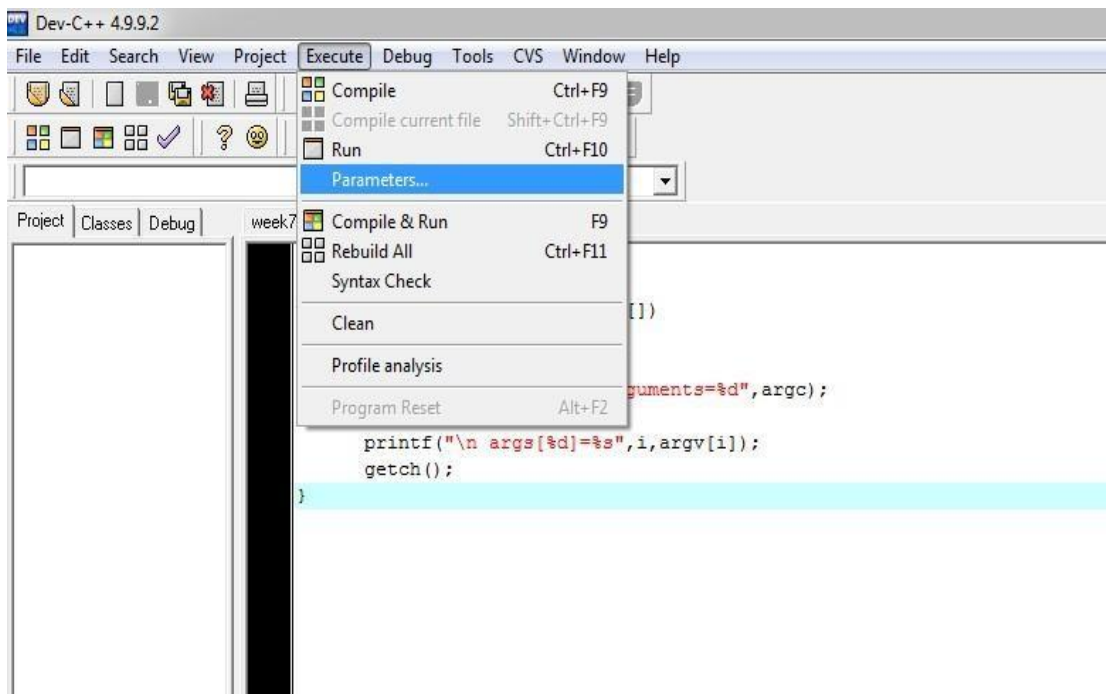 Dev-C++ 4.9.9.2
File Edit Search View Project Execute Debug Tools CVS Window Help
Compile Ctrl+F9
Compile current file Shift+Ctrl+F9
Run Ctrl+F10
Parameters...
Project Classes Debug week7
Compile & Run F9
Rebuild All Ctrl+F11
Syntax Check
[])
Clean
Profile analysis
guments=%d",argc);
Program Reset Alt+F2
printf("\n args[%d]=%s",i,argv[i]);
getch();
}